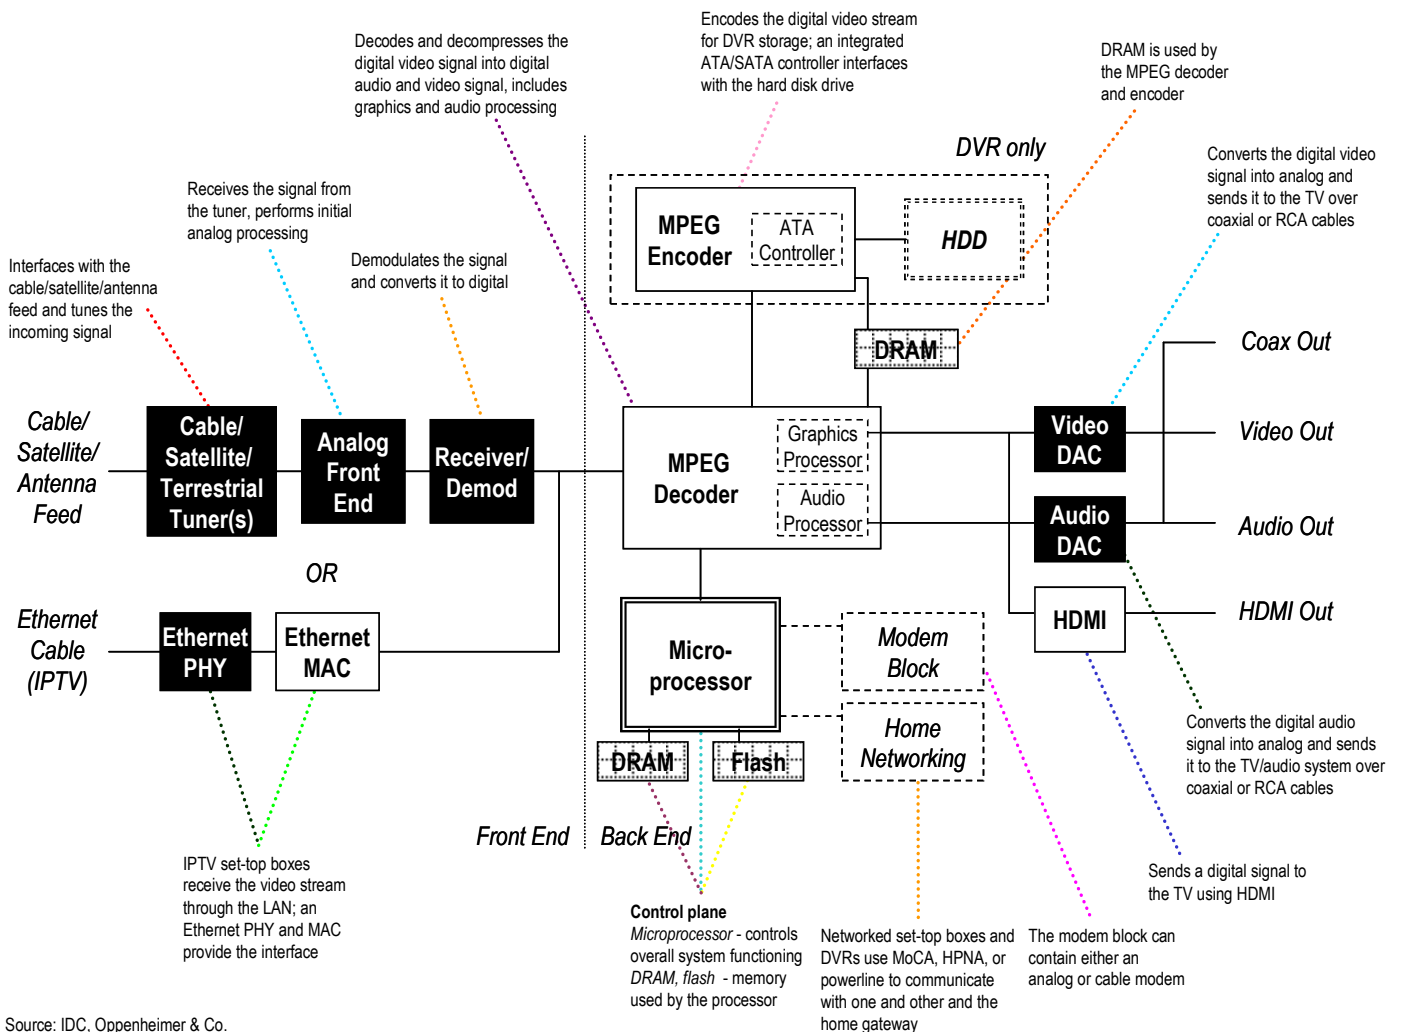 Encodes the digital video stream
for DVR storage; an integrated
ATA/SATA controller interfaces
with the hard disk drive
Decodes and decompresses the
digital video signal into digital
audio and video signal, includes
graphics and audio processing
DRAM is used by
the MPEG decoder
and encoder
DVR only
Converts the digital video
signal into analog and
sends it to the TV over
coaxial or RCA cables
Receives the signal from
the tuner, performs initial
analog processing
MPEG
Encoder
ATA
Controller
HDD
Interfaces with the
cable/satellite/antenna
feed and tunes the
incoming signal
Demodulates the signal
and converts it to digital
DRAM
Coax Out
Cable/
Satellite/
Antenna
Feed
Cable/
Satellite/
Terrestrial
Tuner(s)
Analog
Front
End
Receiver/
Demod
MPEG
Decoder
Graphics
Processor
Audio
Processor
Video
DAC
Video Out
Audio
DAC
Audio Out
OR
Ethernet
Cable
(IPTV)
Ethernet
PHY
Ethernet
MAC
Micro-
processor
Modem
Block
HDMI
HDMI Out
Home
Networking
DRAM
Flash
Converts the digital audio
signal into analog and sends
it to the TV/audio system over
coaxial or RCA cables
Front End
Back End
IPTV set-top boxes
receive the video stream
through the LAN; an
Ethernet PHY and MAC
provide the interface
Sends a digital signal to
the TV using HDMI
Control plane
Microprocessor - controls
overall system functioning
DRAM, flash - memory
used by the processor
Networked set-top boxes and
DVRs use MoCA, HPNA, or
powerline to communicate
with one and other and the
home gateway
The modem block can
contain either an
analog or cable modem
Source: IDC, Oppenheimer & Co.